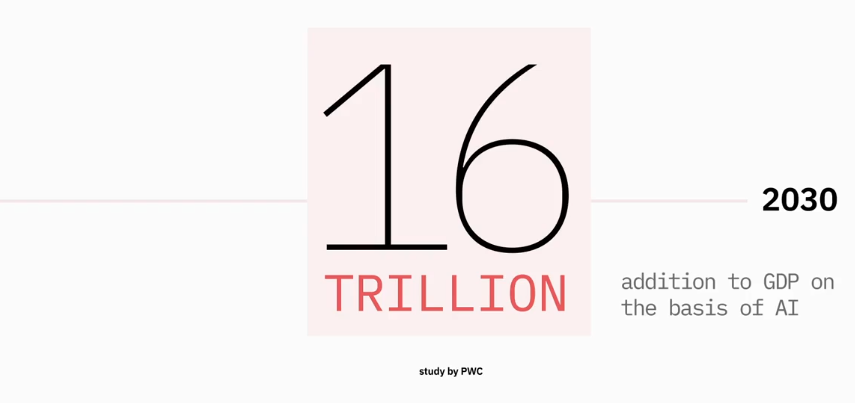 16
TRILLION
2030
addition to GDP on
the basis of AI
study by PWC